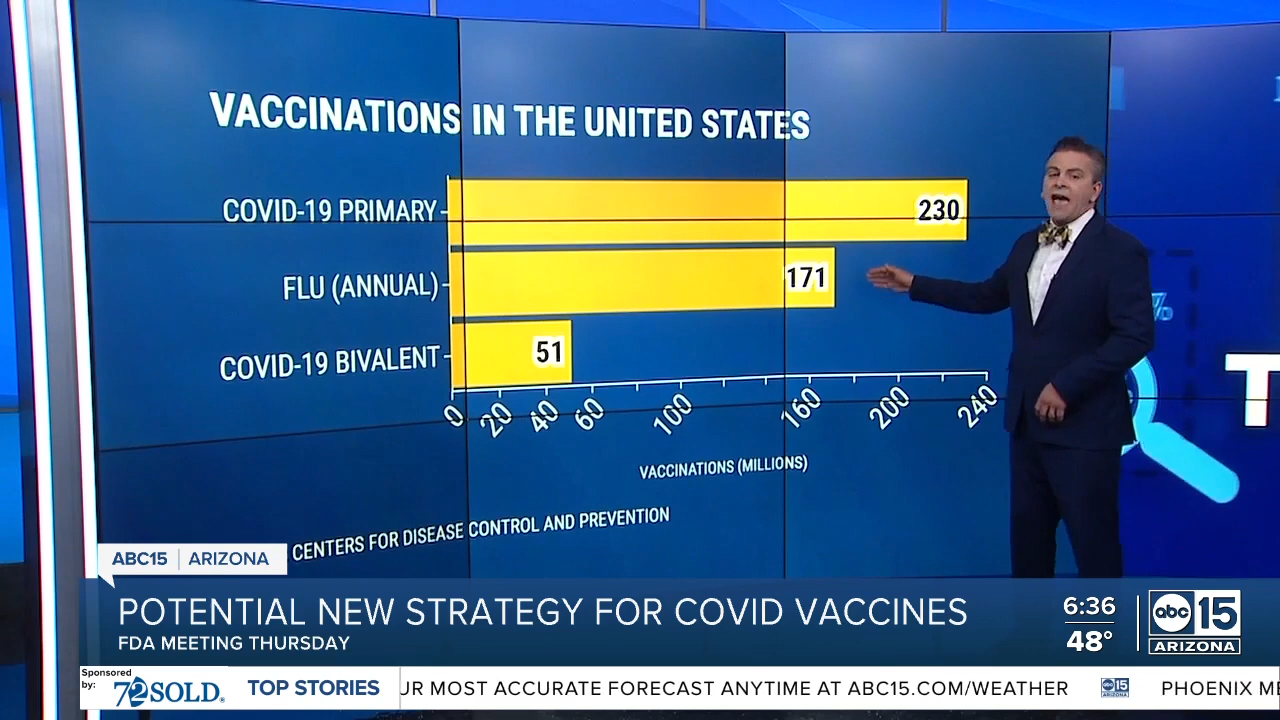 VACCINATIONS IN THE UNITED STATES
COVID-19 PRIMARY
230
FLU (ANNUAL)
171
COVID-19 BIVALENT
51
0 20 40 60 100 160 200 240
VACCINATIONS (MILLIONS)
CENTERS FOR DISEASE CONTROL AND PREVENTION
%
T
ABC15 | ARIZONA
POTENTIAL NEW STRATEGY FOR COVID VACCINES
FDA MEETING THURSDAY
6:36
48°
abc 15
ARIZONA
Sponsored
by:
72SOLD.
TOP STORIES
UR MOST ACCURATE FORECAST ANYTIME AT ABC15.COM/WEATHER
abc 15
ARIZONA
PHOENIX ME